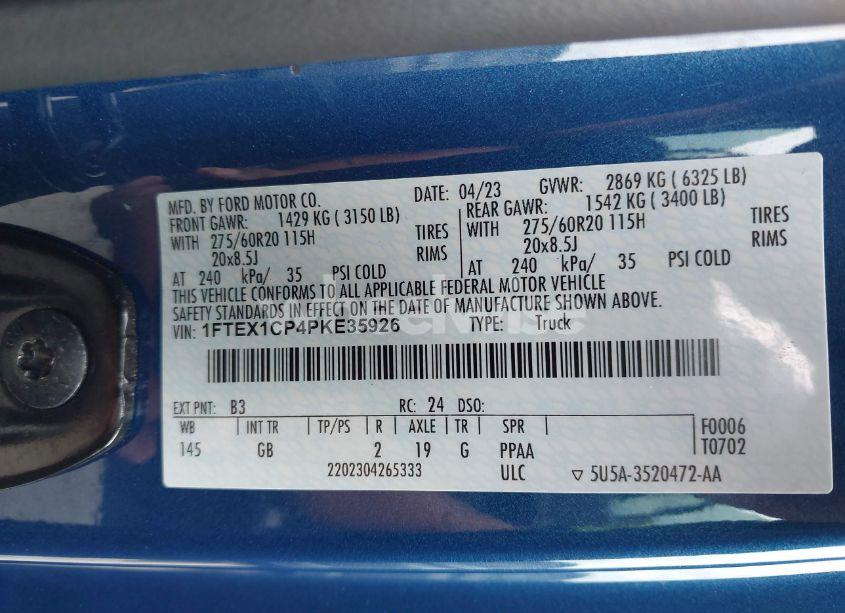 MFD. BY FORD MOTOR CO. DATE: 04/23 GVWR: 2869 KG ( 6325 LB)
FRONT GAWR: 1429 KG ( 3150 LB) REAR GAWR: 1542 KG ( 3400 LB)
WITH 275/60R20 115H TIRES WITH 275/60R20 115H TIRES
20x8.5J RIMS 20x8.5J RIMS
AT 240 kPa/ 35 PSI COLD AT 240 kPa/ 35 PSI COLD
THIS VEHICLE CONFORMS TO ALL APPLICABLE FEDERAL MOTOR VEHICLE
SAFETY STANDARDS IN EFFECT ON THE DATE OF MANUFACTURE SHOWN ABOVE.
VIN: 1FTEX1CP4PKE35926 TYPE: Truck
EXT PNT: B3 RC: 24 DSO:
WB INT TR TP/PS R AXLE TR SPR F0006
145 GB 2 19 G PPAA T0702
2202304265333 ULC ▽ 5U5A-3520472-AA